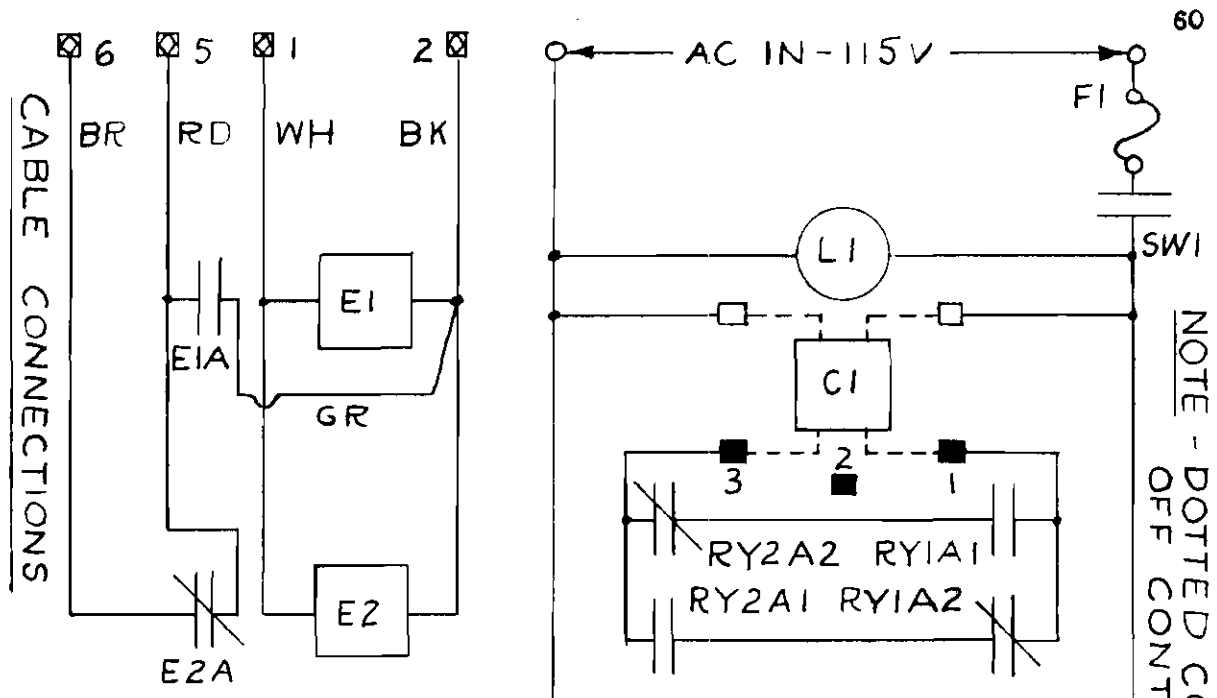 60
6 5 1 2
AC IN-115V
F1
BR RD WH BK
CABLE CONNECTIONS
L1
SW1
E1
E1A
GR
C1
3 2 1
RY2A2 RY1A1
RY2A1 RY1A2
E2
E2A
NOTE - DOTTED
OFF CONT